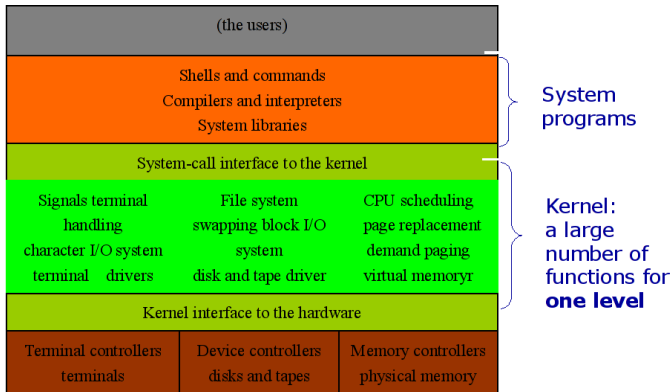 (the users)
Shells and commands
Compilers and interpreters
System libraries
System programs
System-call interface to the kernel
Signals terminal
handling
character I/O system
terminal drivers
File system
swapping block I/O
system
disk and tape driver
CPU scheduling
page replacement
demand paging
virtual memoryr
Kernel:
a large
number of
functions for
one level
Kernel interface to the hardware
Terminal controllers
terminals
Device controllers
disks and tapes
Memory controllers
physical memory